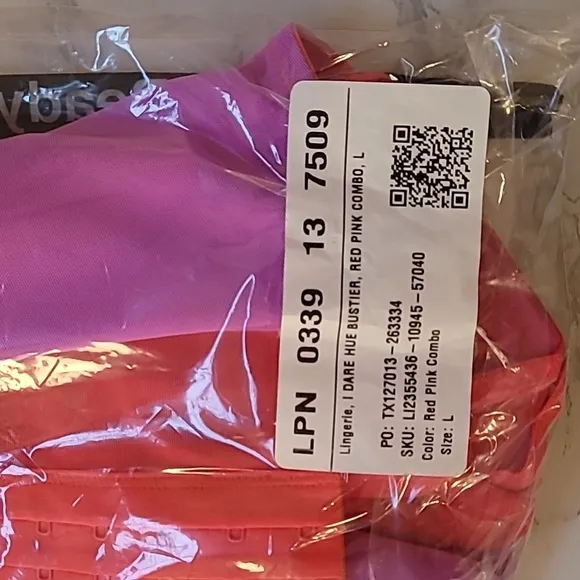 LPN 0339 13 7509
Lingerie, I DARE HUE BUSTIER, RED PINK COMBO, L
PO: TX127013-263334
SKU: LI2355436-10945-57040
Color: Red Pink Combo
Size: L